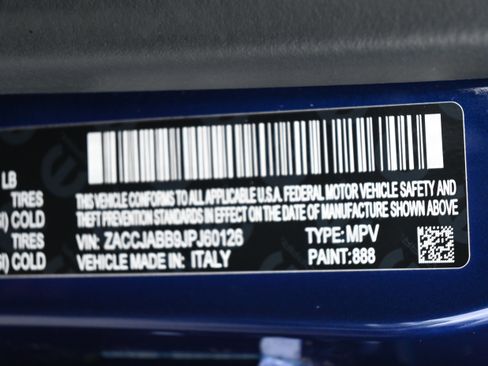 LB
TIRES
THIS VEHICLE CONFORMS TO ALL APPLICABLE U.S.A. FEDERAL MOTOR VEHICLE SAFETY AND
SI) COLD
THEFT PREVENTION STANDARDS IN EFFECT ON THE DATE OF MANUFACTURE SHOWN ABOVE
TIRES
VIN: ZACCJABB9JPJ60126 TYPE: MPV
SI) COLD
VEHICLE MADE IN: ITALY PAINT: 888